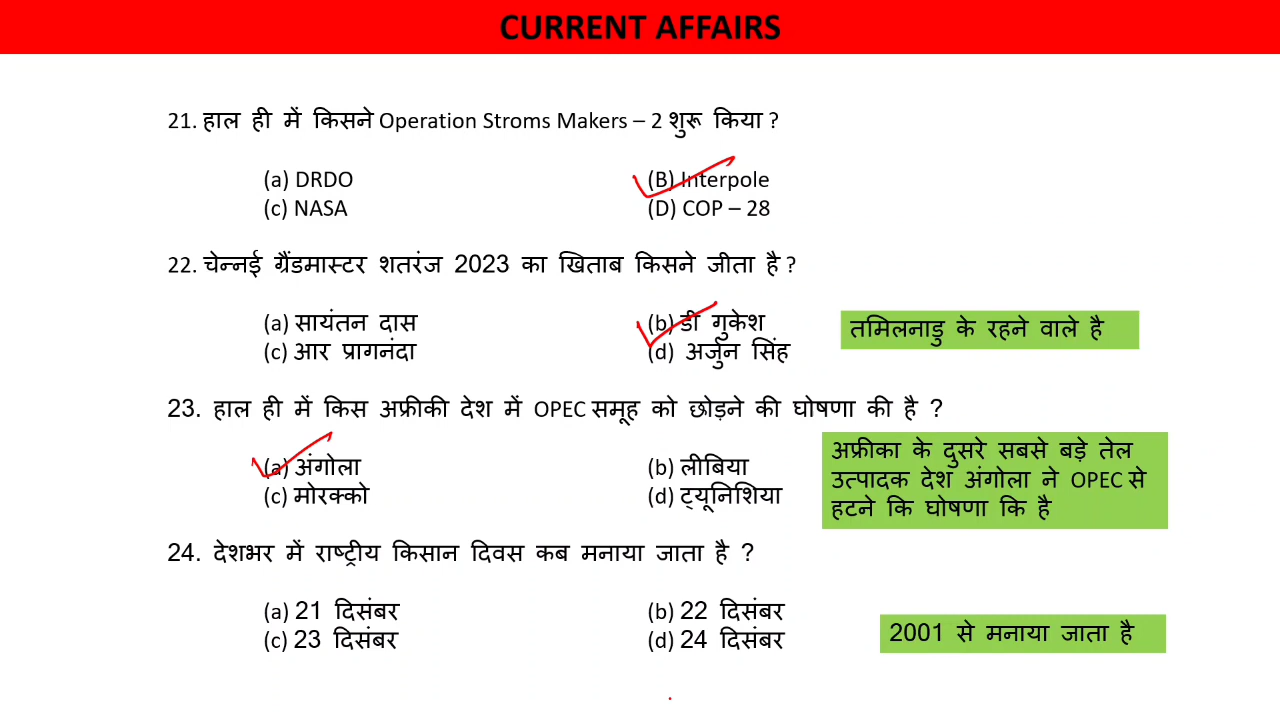 CURRENT AFFAIRS
21. हाल ही में किसने Operation Stroms Makers – 2 शुरू किया ?
(a) DRDO (B) Interpole
(c) NASA (D) COP – 28
22. चेन्नई ग्रैंडमास्टर शतरंज 2023 का खिताब किसने जीता है ?
(a) सायंतन दास (b) डी गुकेश
(c) आर प्रागनंदा (d) अर्जुन सिंह
तमिलनाडु के रहने वाले है
23. हाल ही में किस अफ्रीकी देश में OPEC समूह को छोड़ने की घोषणा की है ?
(a) अंगोला (b) लीबिया
(c) मोरक्को (d) ट्यूनिशिया
अफ्रीका के दुसरे सबसे बड़े तेल
उत्पादक देश अंगोला ने OPEC से
हटने कि घोषणा कि है
24. देशभर में राष्ट्रीय किसान दिवस कब मनाया जाता है ?
(a) 21 दिसंबर (b) 22 दिसंबर
(c) 23 दिसंबर (d) 24 दिसंबर
2001 से मनाया जाता है